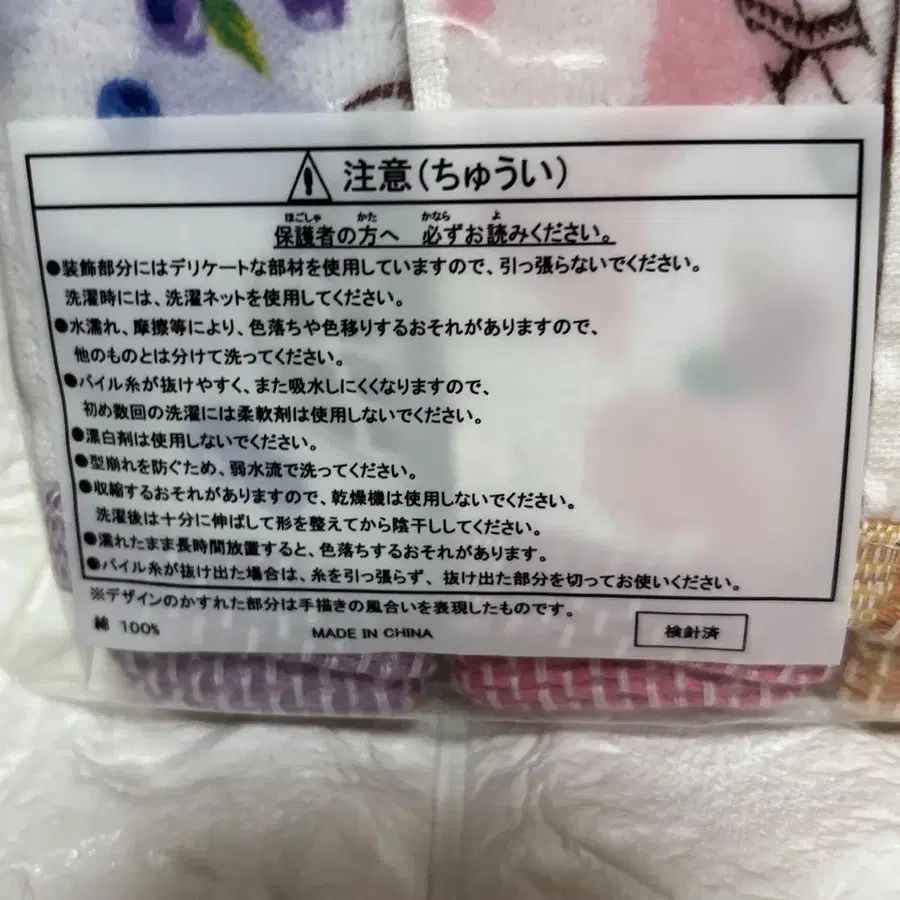 注意(ちゅうい)
保護者の方へ 必ずお読みください。
●装飾部分にはデリケートな部材を使用していますので、引っ張らないでください。
洗濯時には、洗濯ネットを使用してください。
●水濡れ、摩擦等により、色落ちや色移りするおそれがありますので、
他のものとは分けて洗ってください。
●パイル糸が抜けやすく、また吸水しにくくなりますので、
初め数回の洗濯には柔軟剤は使用しないでください。
●漂白剤は使用しないでください。
●型崩れを防ぐため、弱水流で洗ってください。
●収縮するおそれがありますので、乾燥機は使用しないでください。
洗濯後は十分に伸ばして形を整えてから陰干ししてください。
●濡れたまま長時間放置すると、色落ちするおそれがあります。
●パイル糸が抜け出た場合は、糸を引っ張らず、抜け出た部分を切ってお使いください。
※デザインのかすれた部分は手描きの風合いを表現したものです。
綿 100%
MADE IN CHINA
検針済